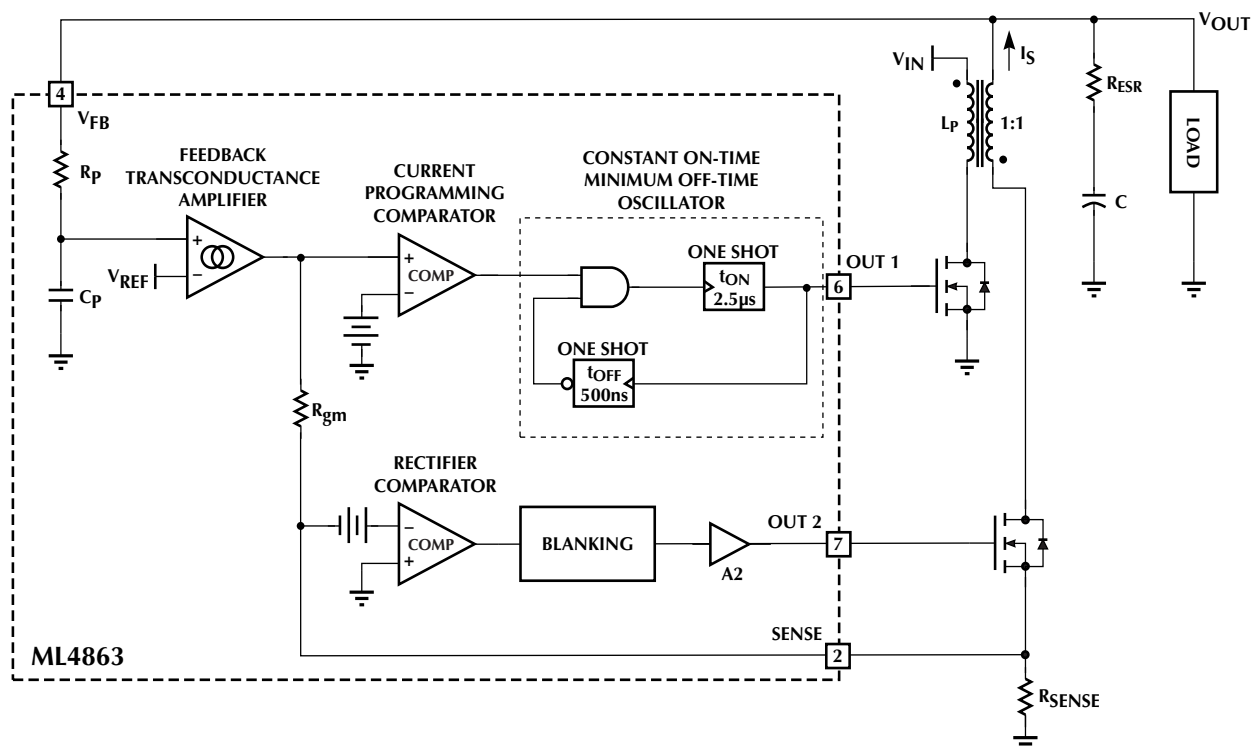 VOUT
IS
VIN
RESR
4
VFB
LP
1:1
LOAD
RP
FEEDBACK
TRANSCONDUCTANCE
AMPLIFIER
CURRENT
PROGRAMMING
COMPARATOR
CONSTANT ON-TIME
MINIMUM OFF-TIME
OSCILLATOR
C
+
–
VREF
CP
+
COMP
–
ONE SHOT
tON
2.5µs
OUT 1
6
ONE SHOT
tOFF
500ns
Rgm
RECTIFIER
COMPARATOR
–
COMP
+
BLANKING
A2
OUT 2
7
SENSE
2
ML4863
RSENSE